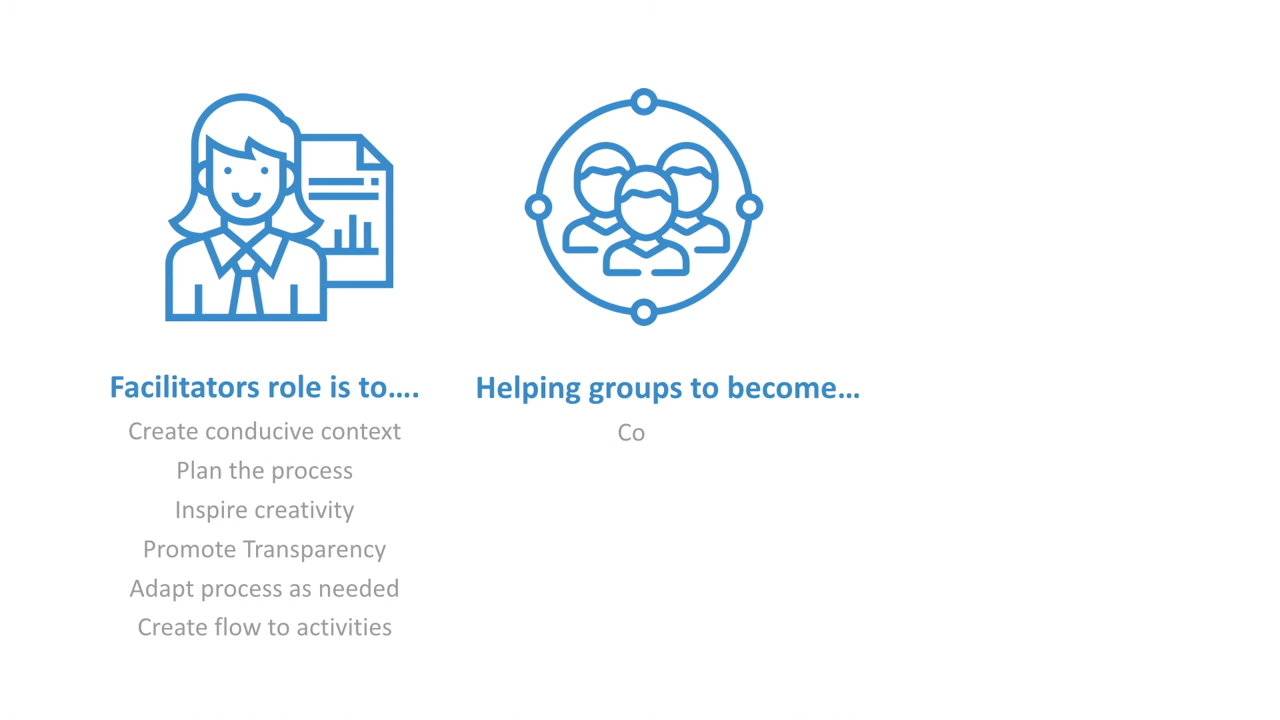 Facilitators role is to....
Create conducive context
Plan the process
Inspire creativity
Promote Transparency
Adapt process as needed
Create flow to activities
Helping groups to become...
Co